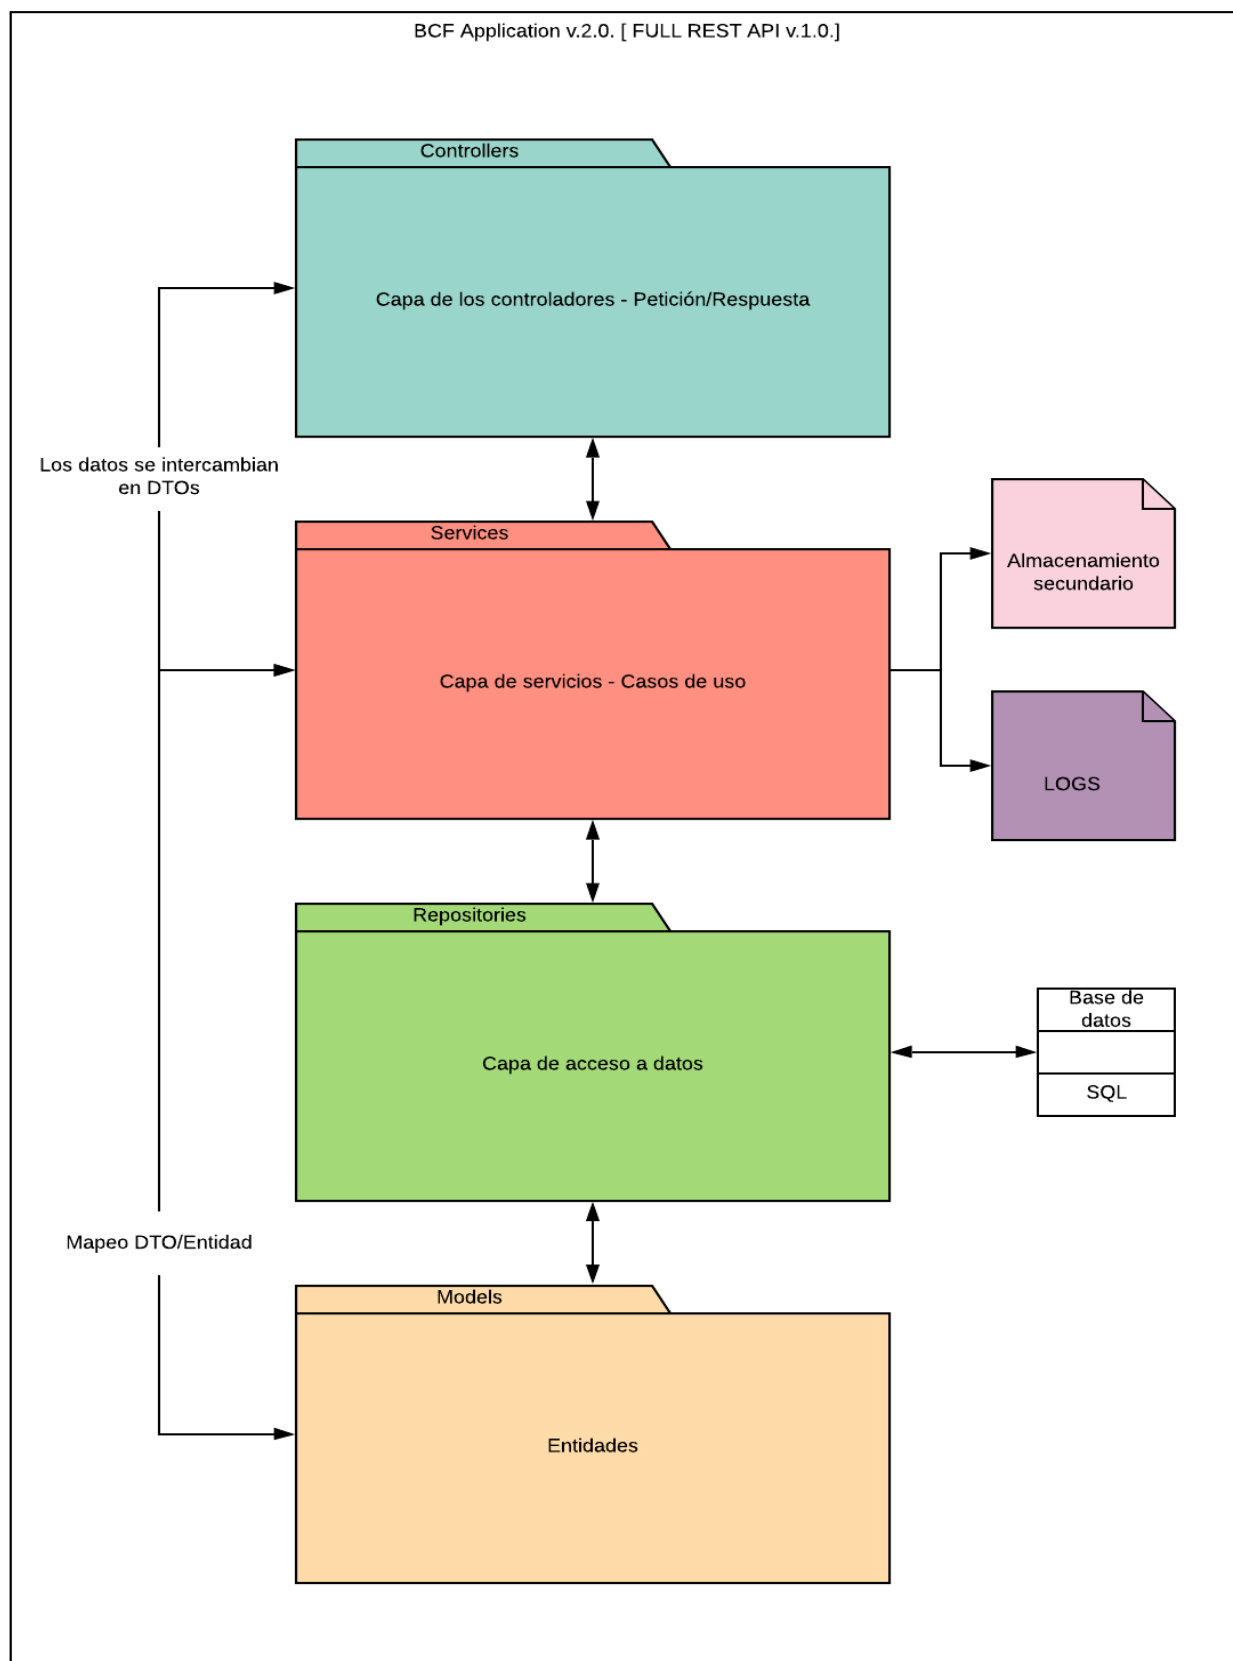 BCF Application v.2.0. [ FULL REST API v.1.0.]
Controllers
Capa de los controladores - Petición/Respuesta
Los datos se intercambian
en DTOs
Services
Capa de servicios - Casos de uso
Almacenamiento
secundario
LOGS
Repositories
Capa de acceso a datos
Base de
datos
SQL
Mapeo DTO/Entidad
Models
Entidades